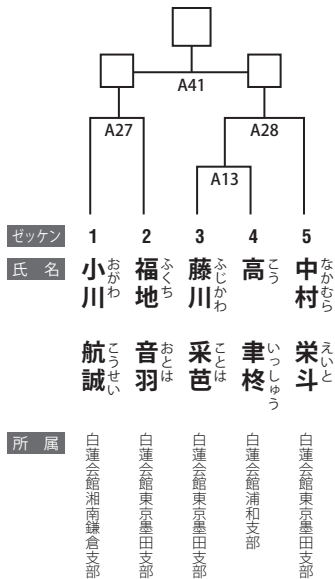 A41
A27
A28
A13
ゼッケン 1 2 3 4 5
氏名
小川 航誠
おがわ こうせい
福地 音羽
ふくち おとは
藤川 采芭
ふじかわ ことは
高 聿柊
こう いっしゅう
中村 栄斗
なかむら えいと
所属
白蓮会館湘南鎌倉支部
白蓮会館東京墨田支部
白蓮会館東京墨田支部
白蓮会館浦和支部
白蓮会館東京墨田支部